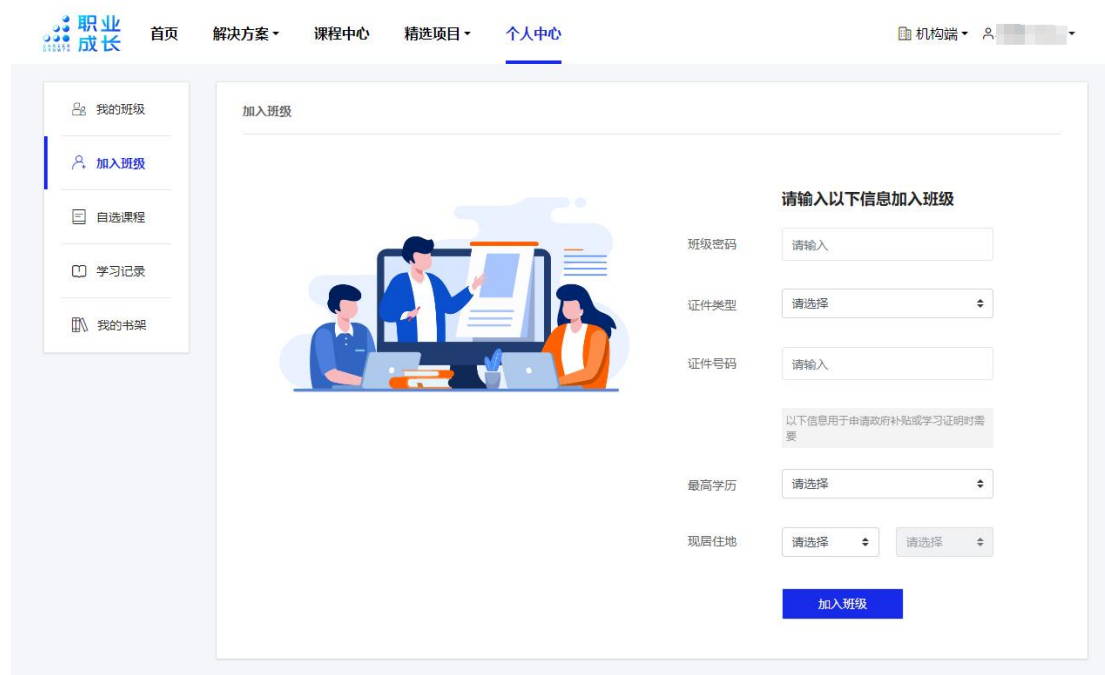 职业
成长
首页
解决方案
课程中心
精选项目
个人中心
机构端
我的班级
加入班级
自选课程
学习记录
我的书架
加入班级
请输入以下信息加入班级
班级密码
请输入
证件类型
请选择
证件号码
请输入
以下信息用于申请政府补贴或学习证明时需
要
最高学历
请选择
现居住地
请选择
请选择
加入班级